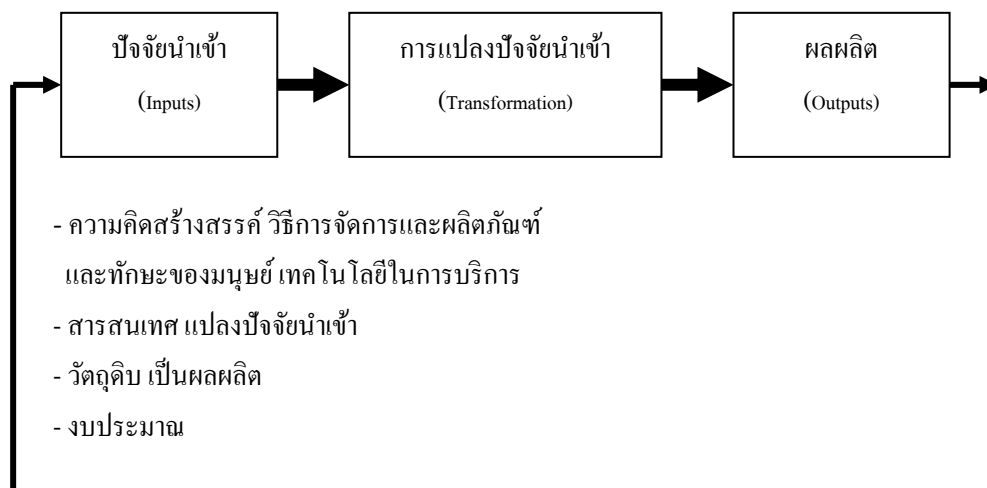 ปัจจัยนำเข้า การแปลงปัจจัยนำเข้า ผลผลิต
(Inputs) (Transformation) (Outputs)
- ความคิดสร้างสรรค์ วิธีการจัดการและผลิตภัณฑ์
และทักษะของมนุษย์ เทคโนโลยีในการบริการ
- สารสนเทศ แปลงปัจจัยนำเข้า
- วัตถุดิบ เป็นผลผลิต
- งบประมาณ